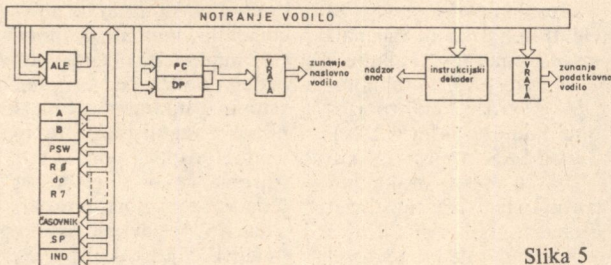 NOTRANJE VODILO
ALE
PC
DP
VRATA
zunanje
naslovno
vodilo
nadzor
enot
instrukcijski
dekoder
VRATA
zunanje
podatkovno
vodilo
A
B
PSW
R Ø
do
R 7
ČASOVNIK
SP
IND
Slika 5